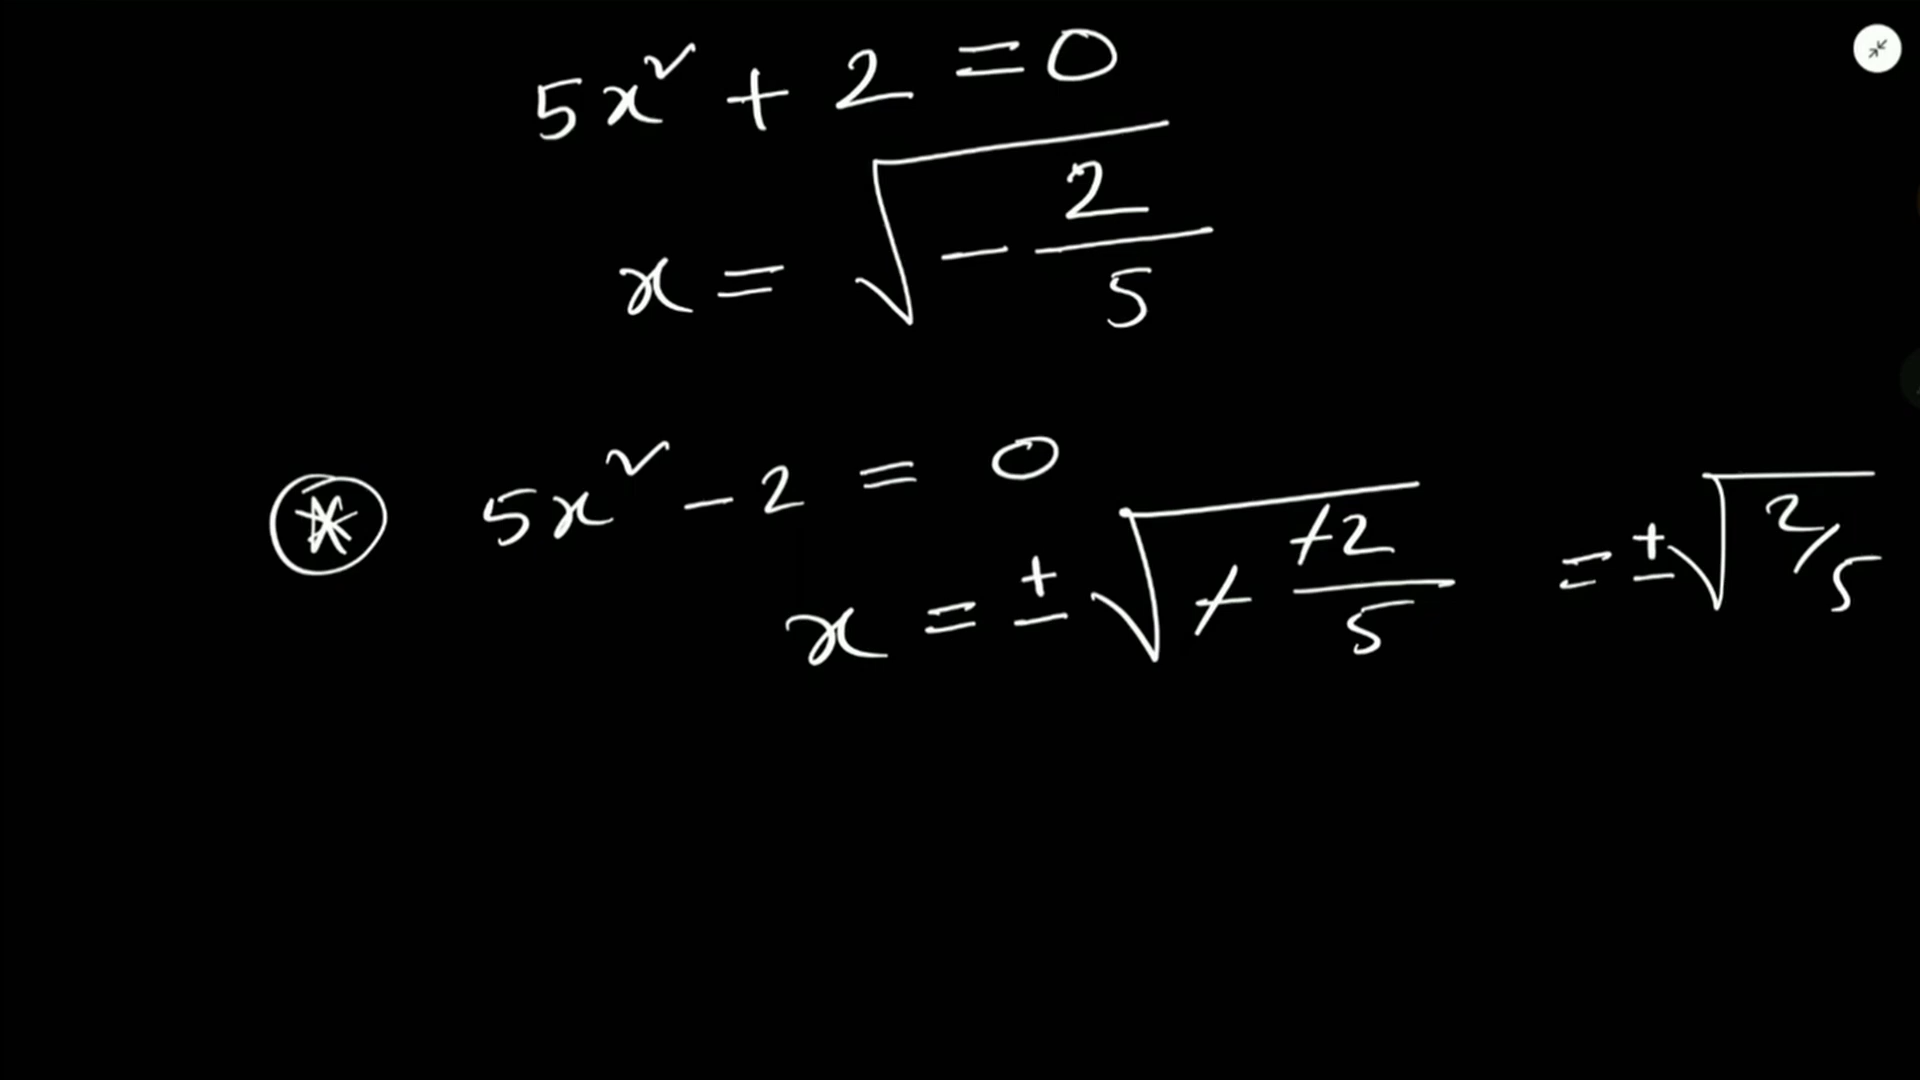 5x² + 2 = 0
x = √(-2/5)
* 5x² - 2 = 0
x = ±√(+ +2/5) = ±√(2/5)